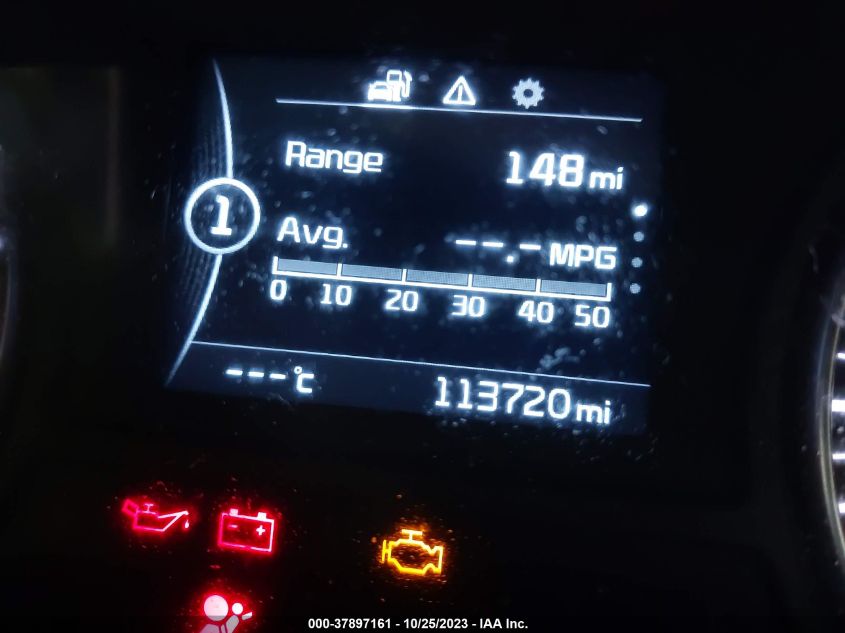 Range 148 mi
1
Avg. --.- MPG
0 10 20 30 40 50
---°C 113720 mi
000-37897161 - 10/25/2023 - IAA Inc.